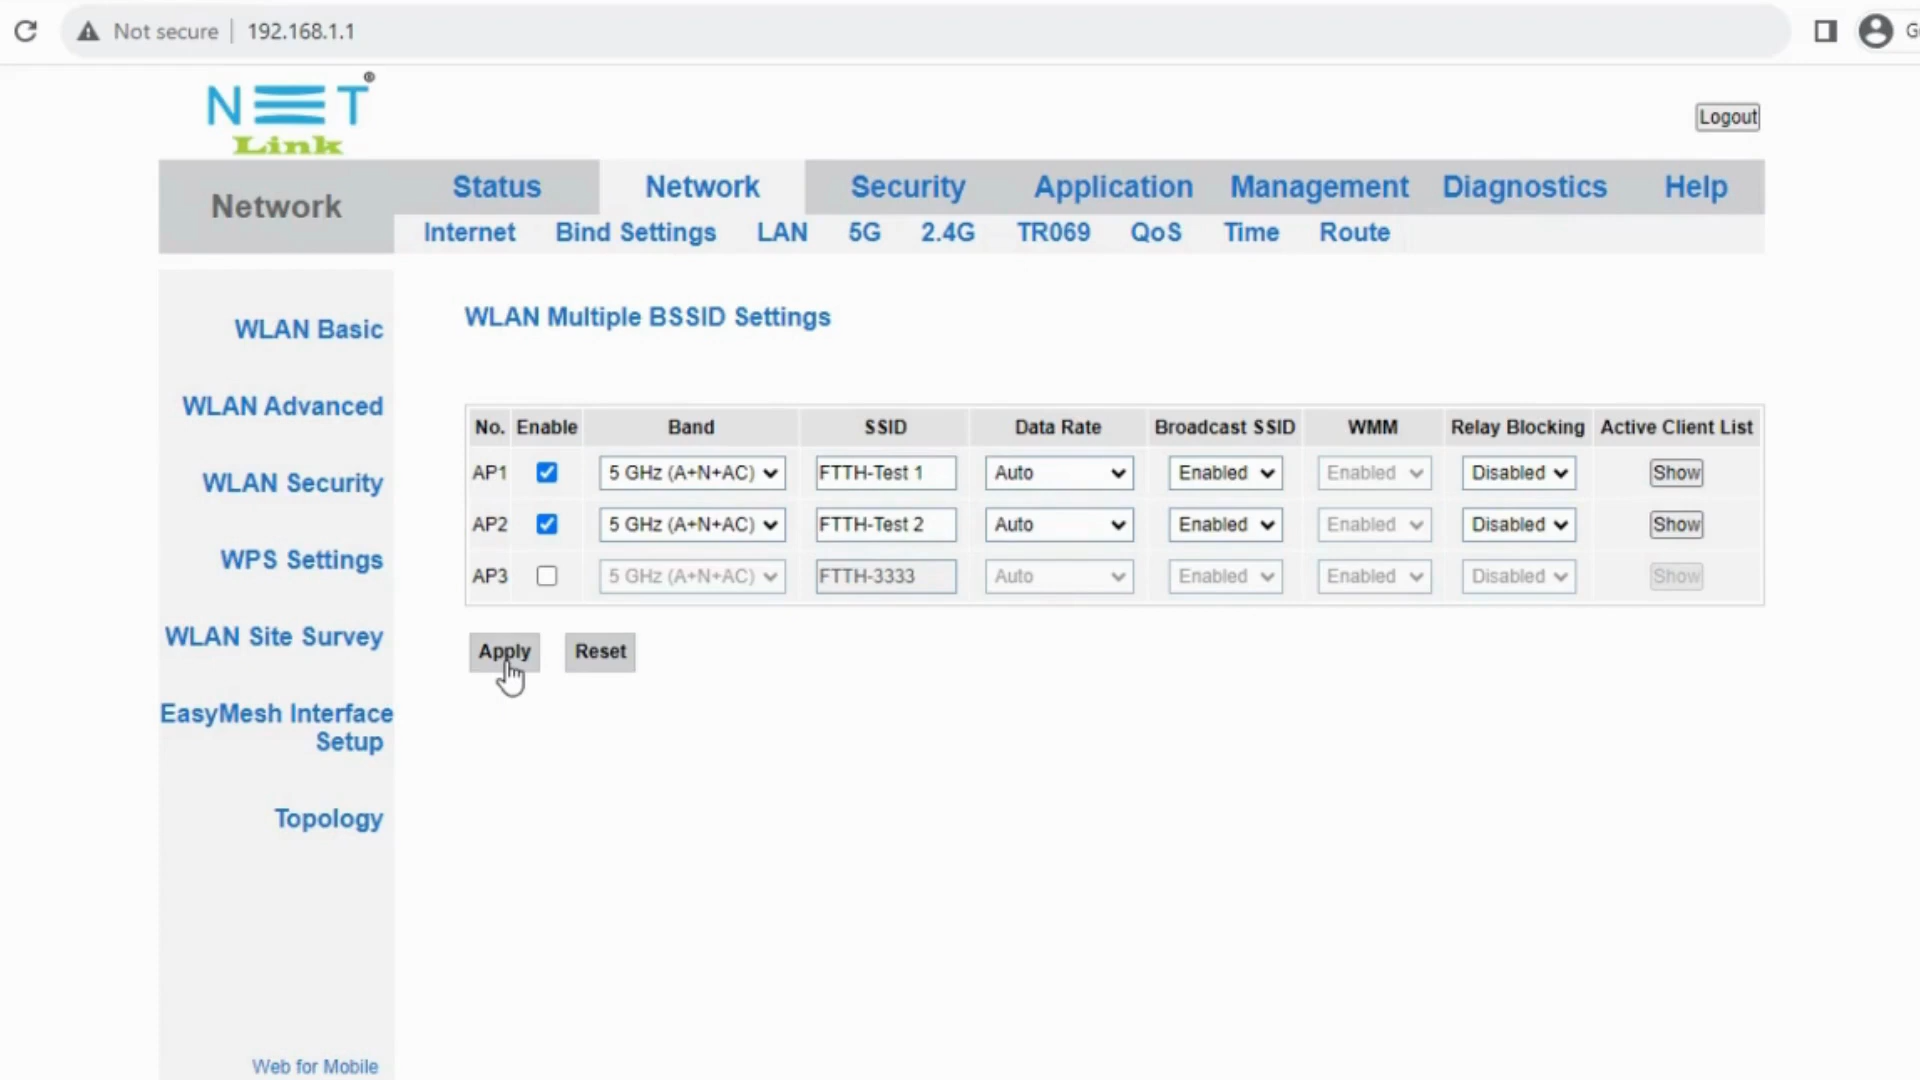 Not secure | 192.168.1.1
G
NET®
Link
Logout
Network
Status Network Security Application Management Diagnostics Help
Internet Bind Settings LAN 5G 2.4G TR069 QoS Time Route
WLAN Basic
WLAN Advanced
WLAN Security
WPS Settings
WLAN Site Survey
EasyMesh Interface
Setup
Topology
Web for Mobile
WLAN Multiple BSSID Settings
No. Enable Band SSID Data Rate Broadcast SSID WMM Relay Blocking Active Client List
AP1 5 GHz (A+N+AC) FTTH-Test 1 Auto Enabled Enabled Disabled Show
AP2 5 GHz (A+N+AC) FTTH-Test 2 Auto Enabled Enabled Disabled Show
AP3 5 GHz (A+N+AC) FTTH-3333 Auto Enabled Enabled Disabled Show
Apply Reset